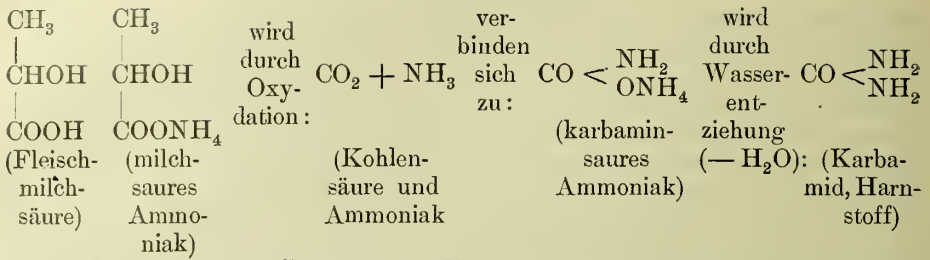 CH₃ CH₃ wird durch Oxy- dation: ver- binden sich zu: wird durch Wasser- ent- ziehung (— H₂O):
CHOH CHOH CO₂ + NH₃ CO < NH₂ ONH₄ CO < NH₂ NH₂
COOH COONH₄
(Fleisch- milch- säure) (milch- saures Ammo- niak) (Kohlen- säure und Ammoniak (karbamin- saures Ammoniak) (Karba- mid, Harn- stoff)